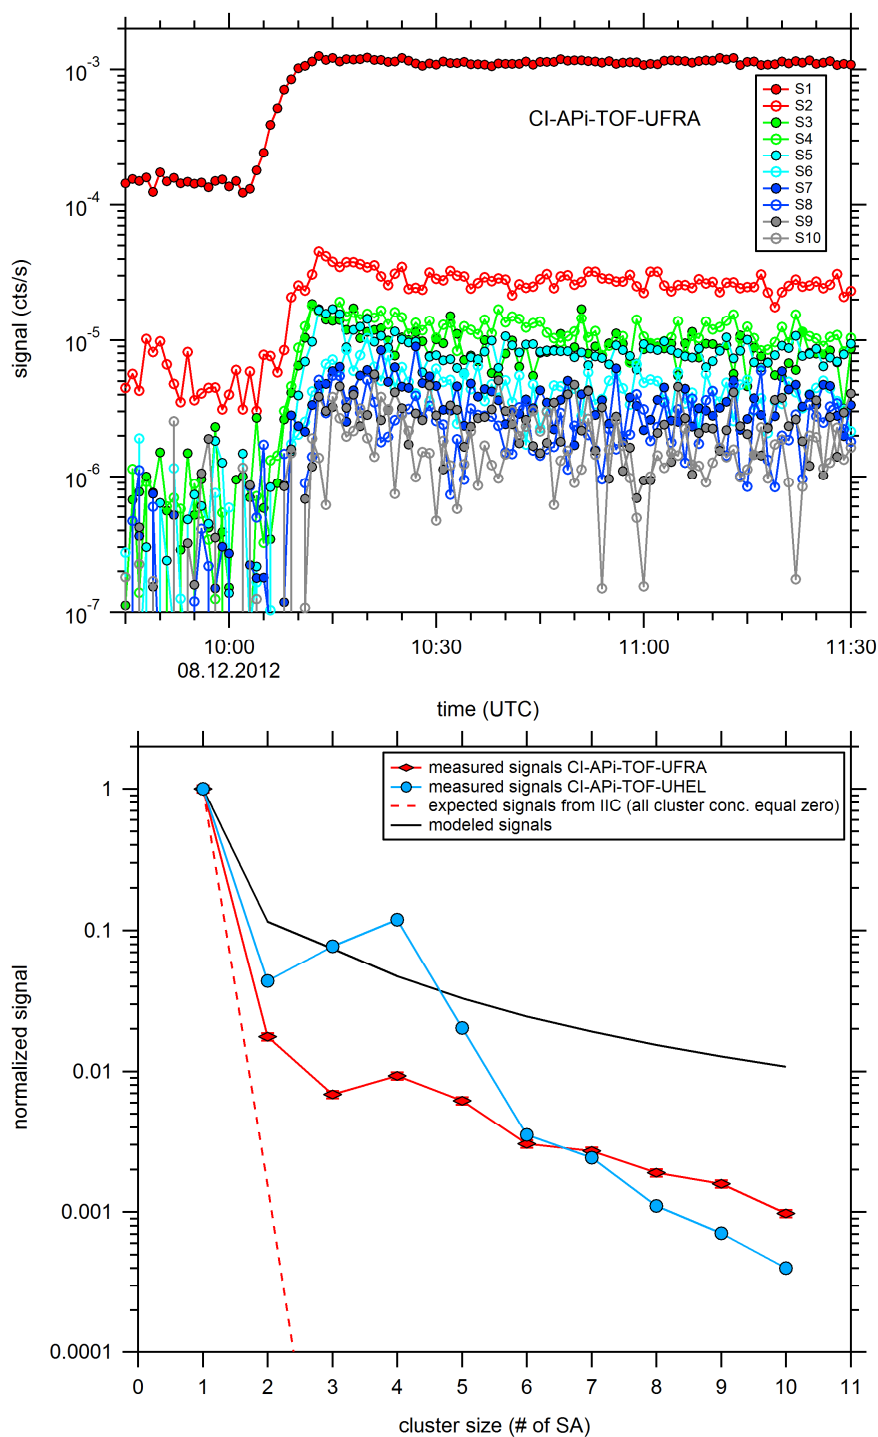 10^-3
10^-4
10^-5
10^-6
10^-7
signal (cts/s)
CI-APi-TOF-UFRA
S1
S2
S3
S4
S5
S6
S7
S8
S9
S10
10:00
10:30
11:00
11:30
08.12.2012
time (UTC)
measured signals CI-APi-TOF-UFRA
measured signals CI-APi-TOF-UHEL
expected signals from IIC (all cluster conc. equal zero)
modeled signals
1
0.1
0.01
0.001
0.0001
normalized signal
0 1 2 3 4 5 6 7 8 9 10 11
cluster size (# of SA)